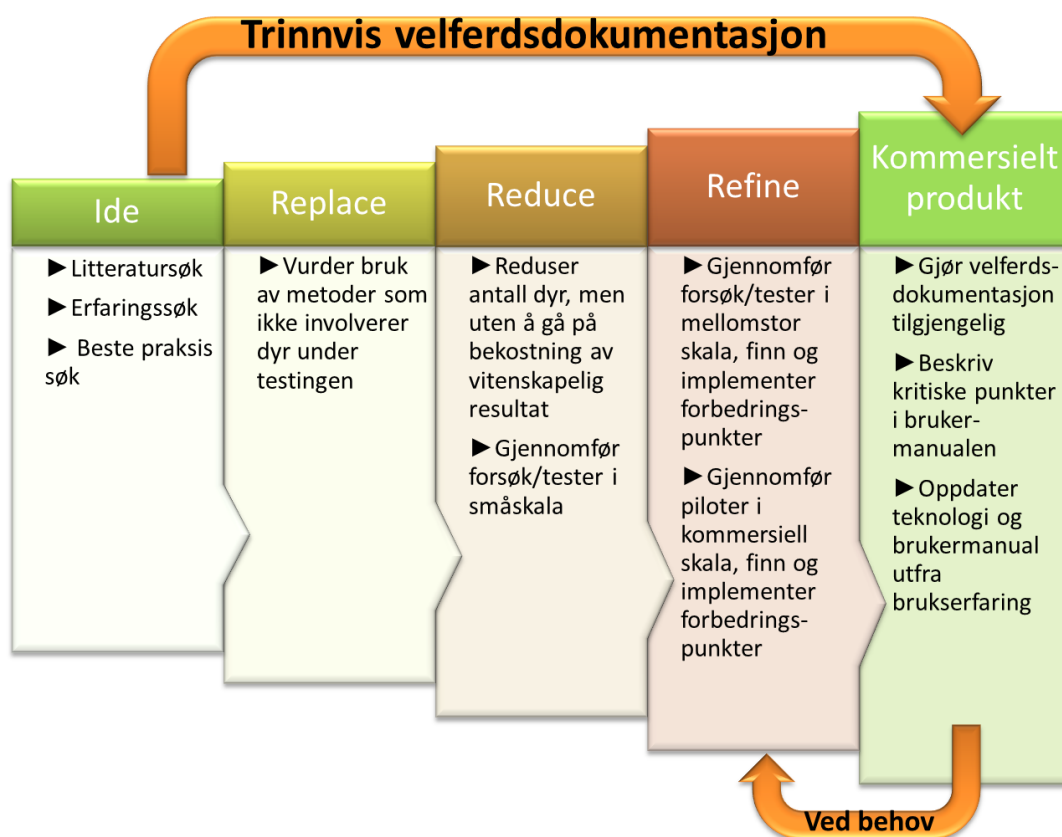 Trinnvis velferdsdokumentasjon
Ide
►Litteratursøk
►Erfaringssøk
► Beste praksis
søk
Replace
►Vurder bruk
av metoder som
ikke involverer
dyr under
testingen
Reduce
►Reduser
antall dyr, men
uten å gå på
bekostning av
vitenskapelig
resultat
►Gjennomfør
forsøk/tester i
småskala
Refine
►Gjennomfør
forsøk/tester i
mellomstor
skala, finn og
implementer
forbedrings-
punkter
►Gjennomfør
piloter i
kommersiell
skala, finn og
implementer
forbedrings-
punkter
Kommersielt
produkt
►Gjør velferds-
dokumentasjon
tilgjengelig
►Beskriv
kritiske punkter
i bruker-
manualen
►Oppdater
teknologi og
brukermanual
utfra
brukserfaring
Ved behov